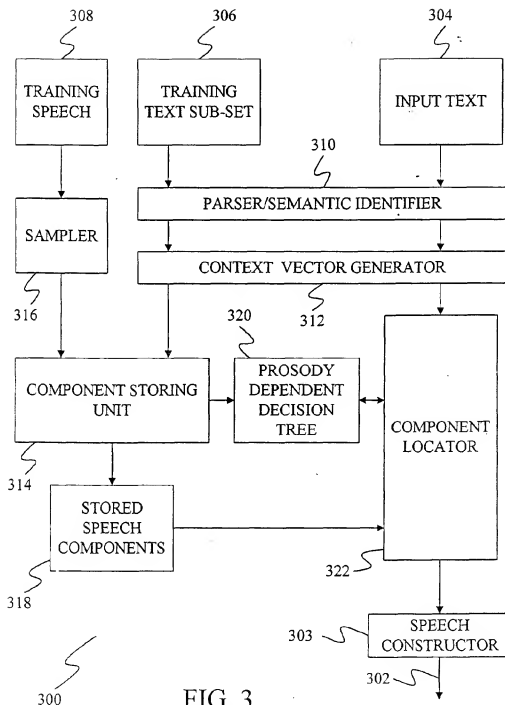 308
306
304
TRAINING
SPEECH
TRAINING
TEXT SUB-SET
INPUT TEXT
310
PARSER/SEMANTIC IDENTIFIER
SAMPLER
CONTEXT VECTOR GENERATOR
316
312
320
COMPONENT STORING
UNIT
PROSODY
DEPENDENT
DECISION
TREE
COMPONENT
LOCATOR
314
STORED
SPEECH
COMPONENTS
318
322
303
SPEECH
CONSTRUCTOR
302
300
FIG. 3